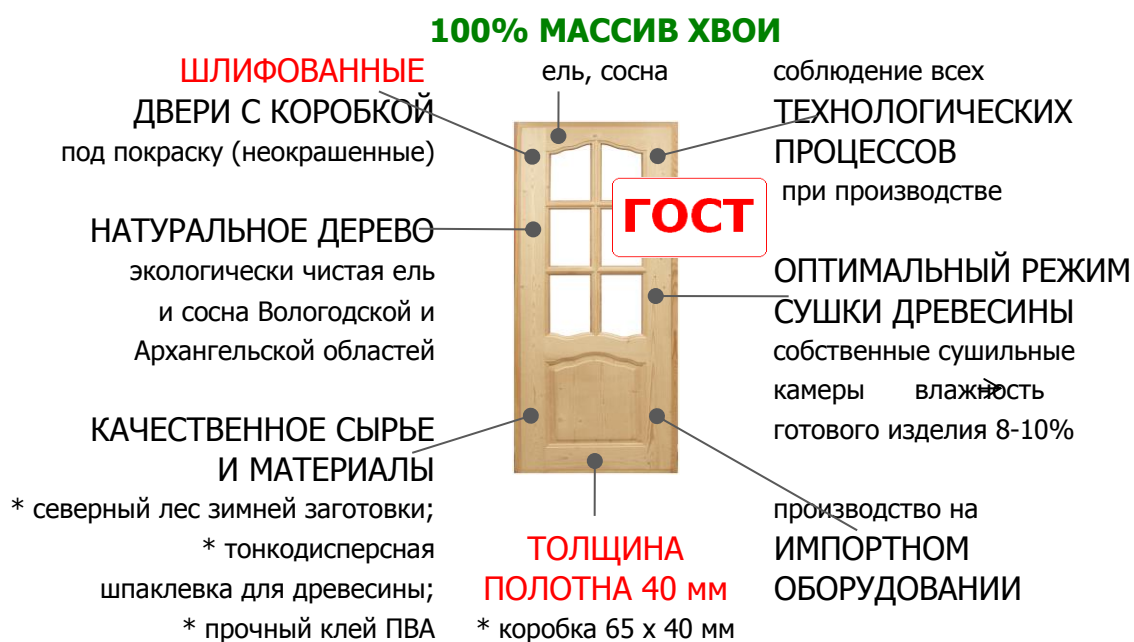 100% МАССИВ ХВОИ
ель, сосна
ШЛИФОВАННЫЕ
ДВЕРИ С КОРОБКОЙ
под покраску (неокрашенные)
НАТУРАЛЬНОЕ ДЕРЕВО
экологически чистая ель
и сосна Вологодской и
Архангельской областей
КАЧЕСТВЕННОЕ СЫРЬЕ
И МАТЕРИАЛЫ
* северный лес зимней заготовки;
* тонкодисперсная
шпаклевка для древесины;
* прочный клей ПВА
ГОСТ
ТОЛЩИНА
ПОЛОТНА 40 мм
* коробка 65 х 40 мм
соблюдение всех
ТЕХНОЛОГИЧЕСКИХ
ПРОЦЕССОВ
при производстве
ОПТИМАЛЬНЫЙ РЕЖИМ
СУШКИ ДРЕВЕСИНЫ
собственные сушильные
камеры => влажность
готового изделия 8-10%
производство на
ИМПОРТНОМ
ОБОРУДОВАНИИ